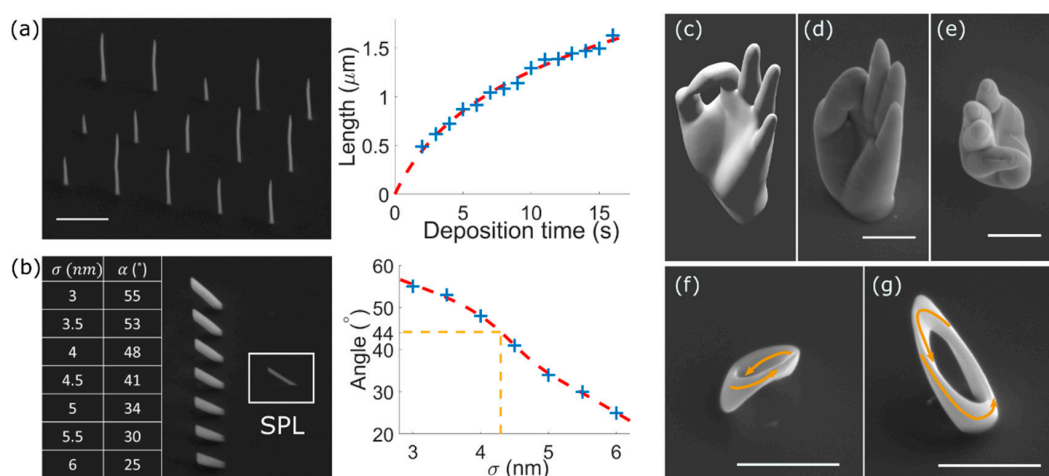 (a)
1.5
1
0.5
0
Length (μm)
0 5 10 15
Deposition time (s)
(b)
σ (nm) α (°)
3 55
3.5 53
4 48
4.5 41
5 34
5.5 30
6 25
SPL
60
50
44
40
30
20
Angle (°)
3 4 5 6
σ (nm)
(c)
(d)
(e)
(f)
(g)